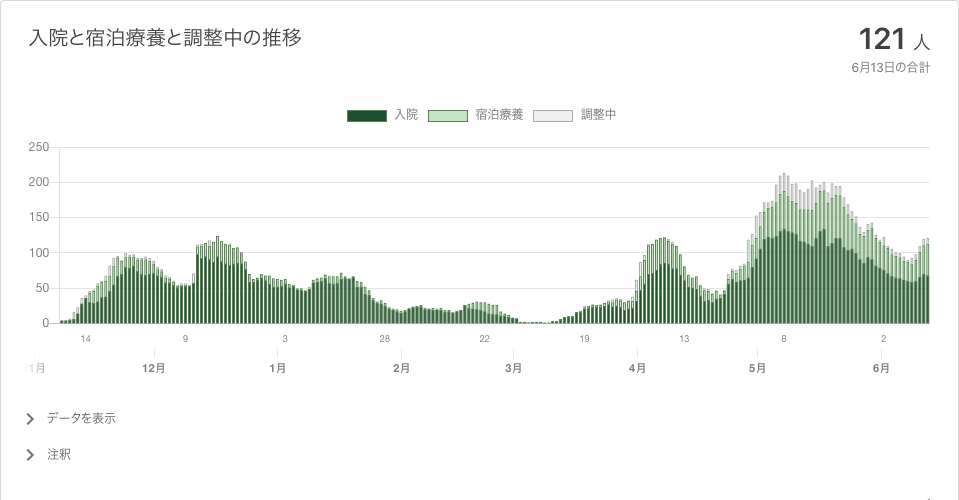 入院と宿泊療養と調整中の推移
121 人
6月13日の合計
入院 宿泊療養 調整中
250
200
150
100
50
0
14 9 3 28 22 19 13 8 2
1月 12月 1月 2月 3月 4月 5月 6月
データを表示
注釈